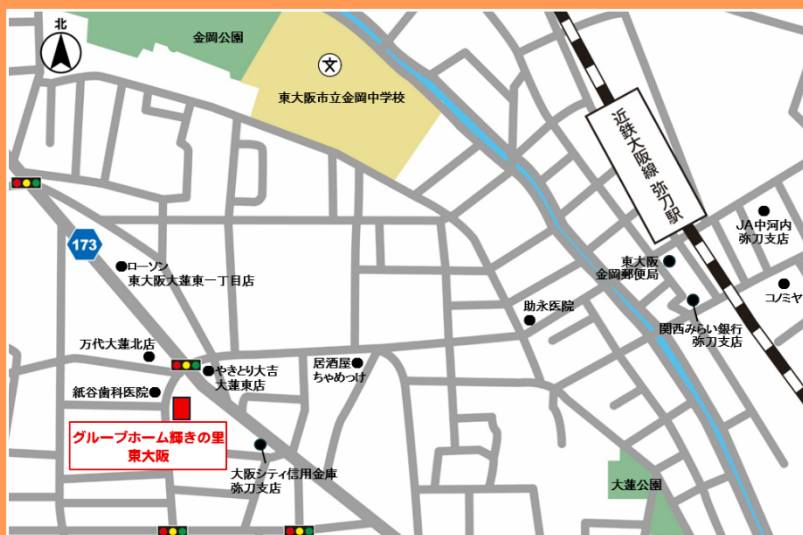 北
金岡公園
文
東大阪市立金岡中学校
近鉄大阪線 弥刀駅
173
JA中河内
弥刀支店
ローソン
東大阪大蓮東一丁目店
東大阪
金岡郵便局
コノミヤ
助永医院
関西みらい銀行
弥刀支店
万代大蓮北店
やきとり大吉
大蓮東店
居酒屋
ちゃめっけ
紙谷歯科医院
グループホーム輝きの里
東大阪
大阪シティ信用金庫
弥刀支店
大蓮公園